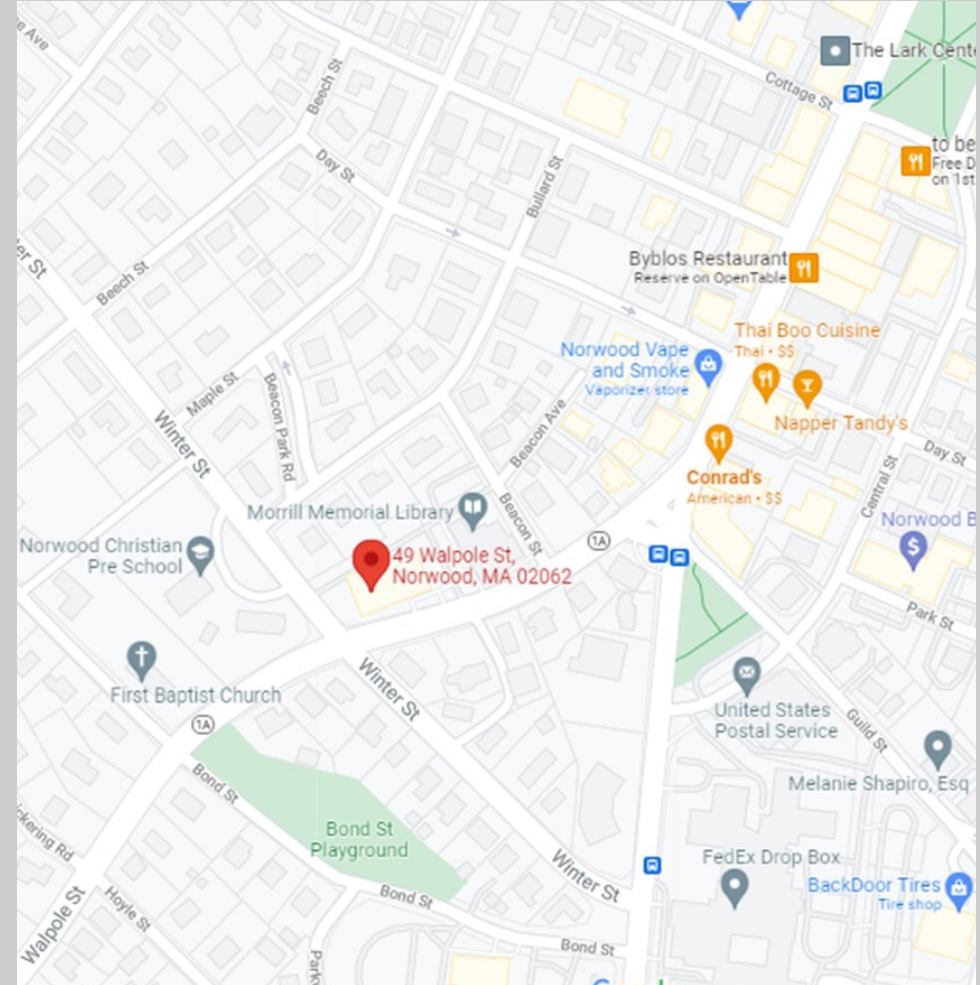 The Lark
Cottage St
Beech St
to be
Free D
on 1st
Day St
Bullard St
Byblos Restaurant
Reserve on OpenTable
Beech St
Thai Boo Cuisine
Thai • $$
Norwood Vape
and Smoke
Vaporizer store
Maple St
Beacon Park Rd
Napper Tandy's
Winter St
Beacon Ave
Day St
Conrad's
American • $$
Central St
Morrill Memorial Library
Beacon St
Norwood
1A
Norwood Christian
Pre School
49 Walpole St,
Norwood, MA 02062
Park St
First Baptist Church
Winter St
1A
United States
Postal Service
Guild St
Bond St
Melanie Shapiro, Esq
Bond St
Playground
FedEx Drop Box
Winter St
BackDoor Tires
Tire shop
Bond St
Hoyle St
Walpole St
Bond St